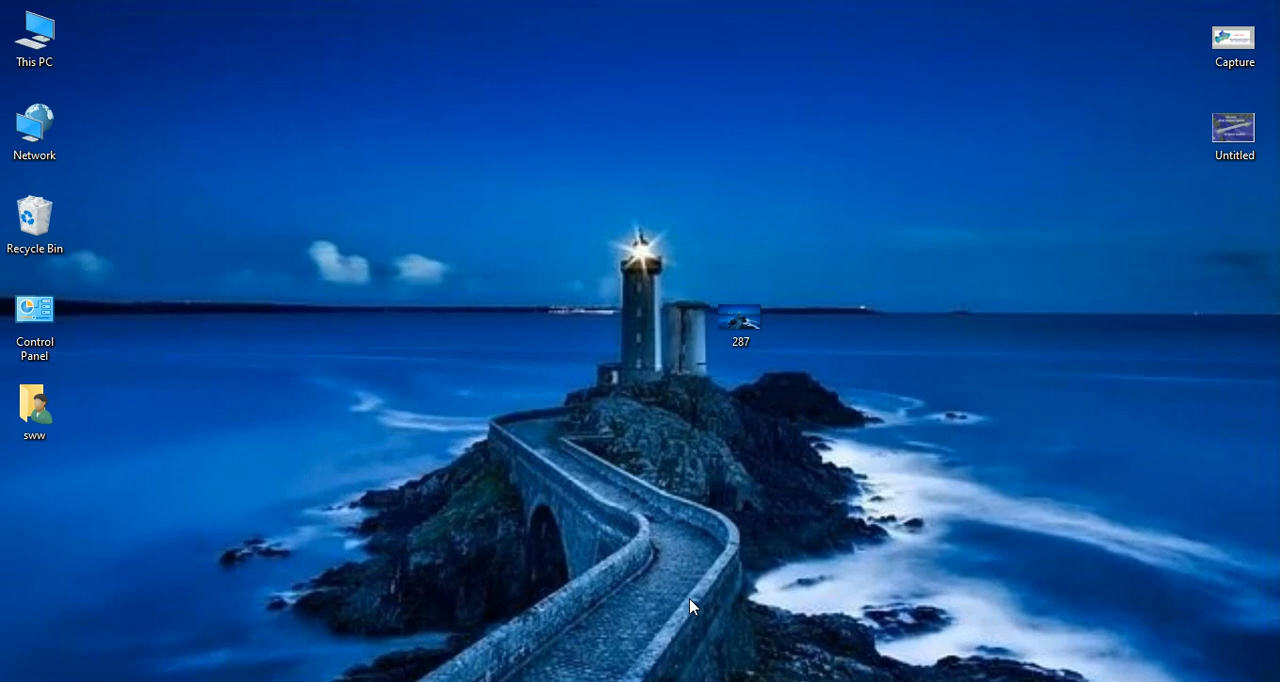 This PC
Network
Recycle Bin
Control
Panel
sww
287
Capture
Untitled